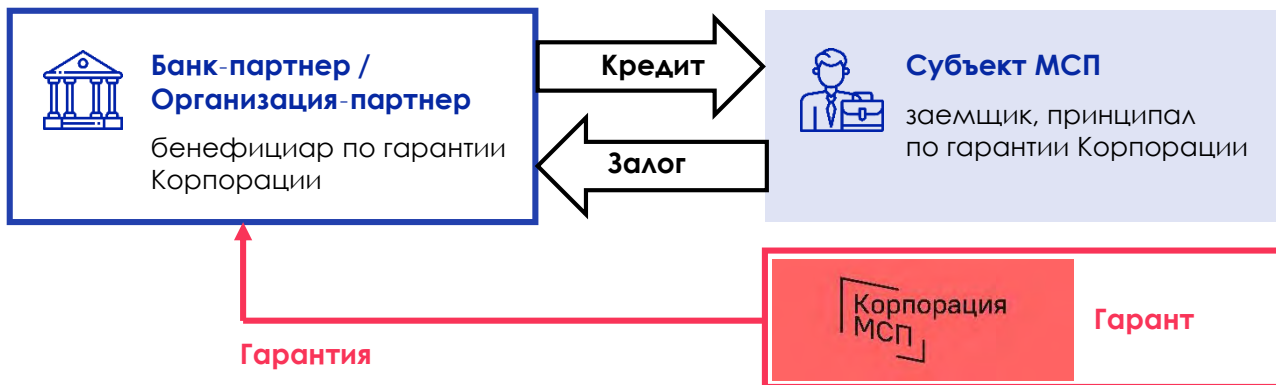 Банк-партнер /
Организация-партнер
бенефициар по гарантии
Корпорации
Кредит
Залог
Субъект МСП
заемщик, принципал
по гарантии Корпорации
Гарантия
Корпорация
МСП
Гарант